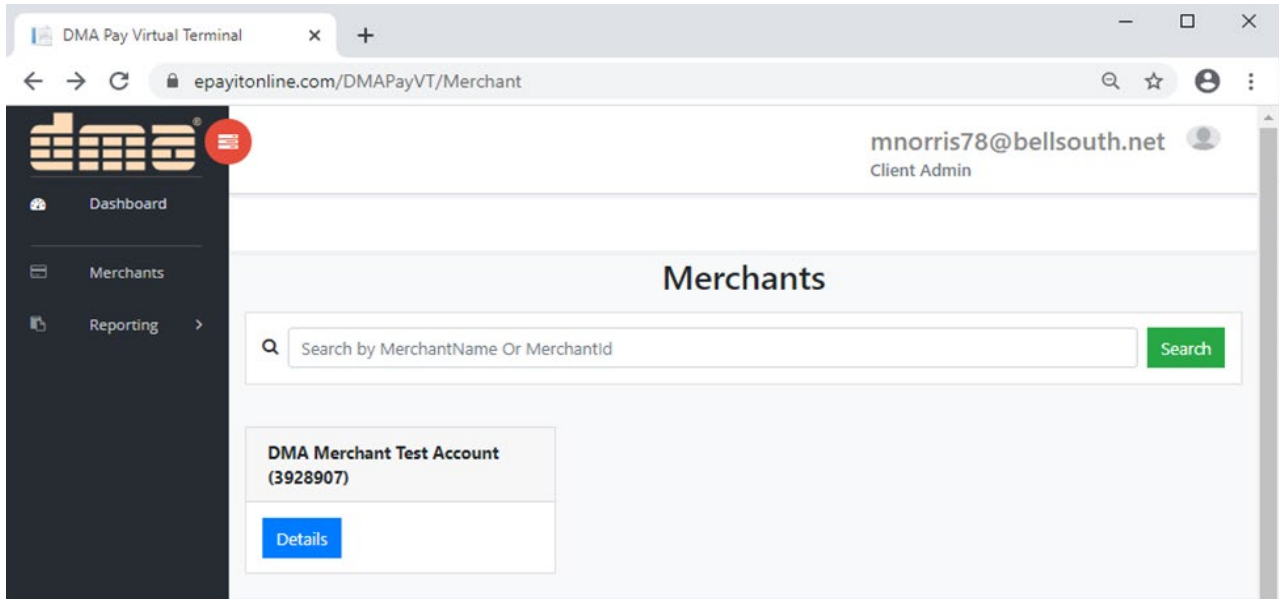 DMA Pay Virtual Terminal
epayitonline.com/DMAPayVT/Merchant
dma®
mnorris78@bellsouth.net
Client Admin
Dashboard
Merchants
Reporting
Merchants
Search by MerchantName Or MerchantId
Search
DMA Merchant Test Account
(3928907)
Details